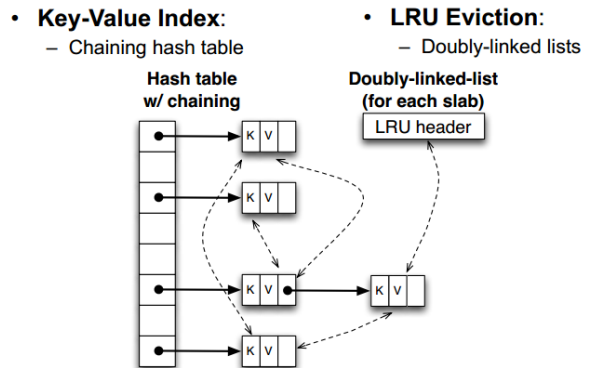 • Key-Value Index:
– Chaining hash table
• LRU Eviction:
– Doubly-linked lists
Hash table
w/ chaining
Doubly-linked-list
(for each slab)
LRU header
K V
K V
K V
K V
K V